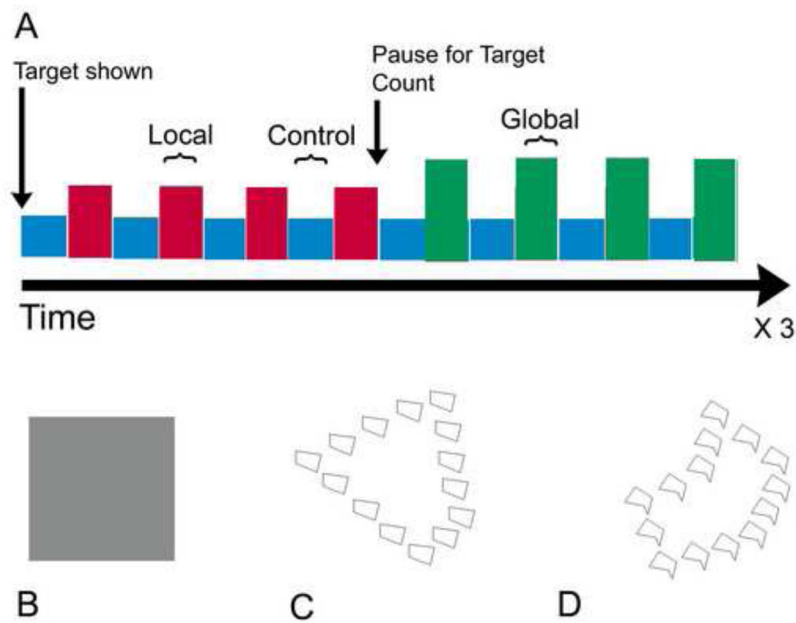 A
Target shown
Pause for Target
Count
Local
Control
Global
Time
X 3
B
C
D